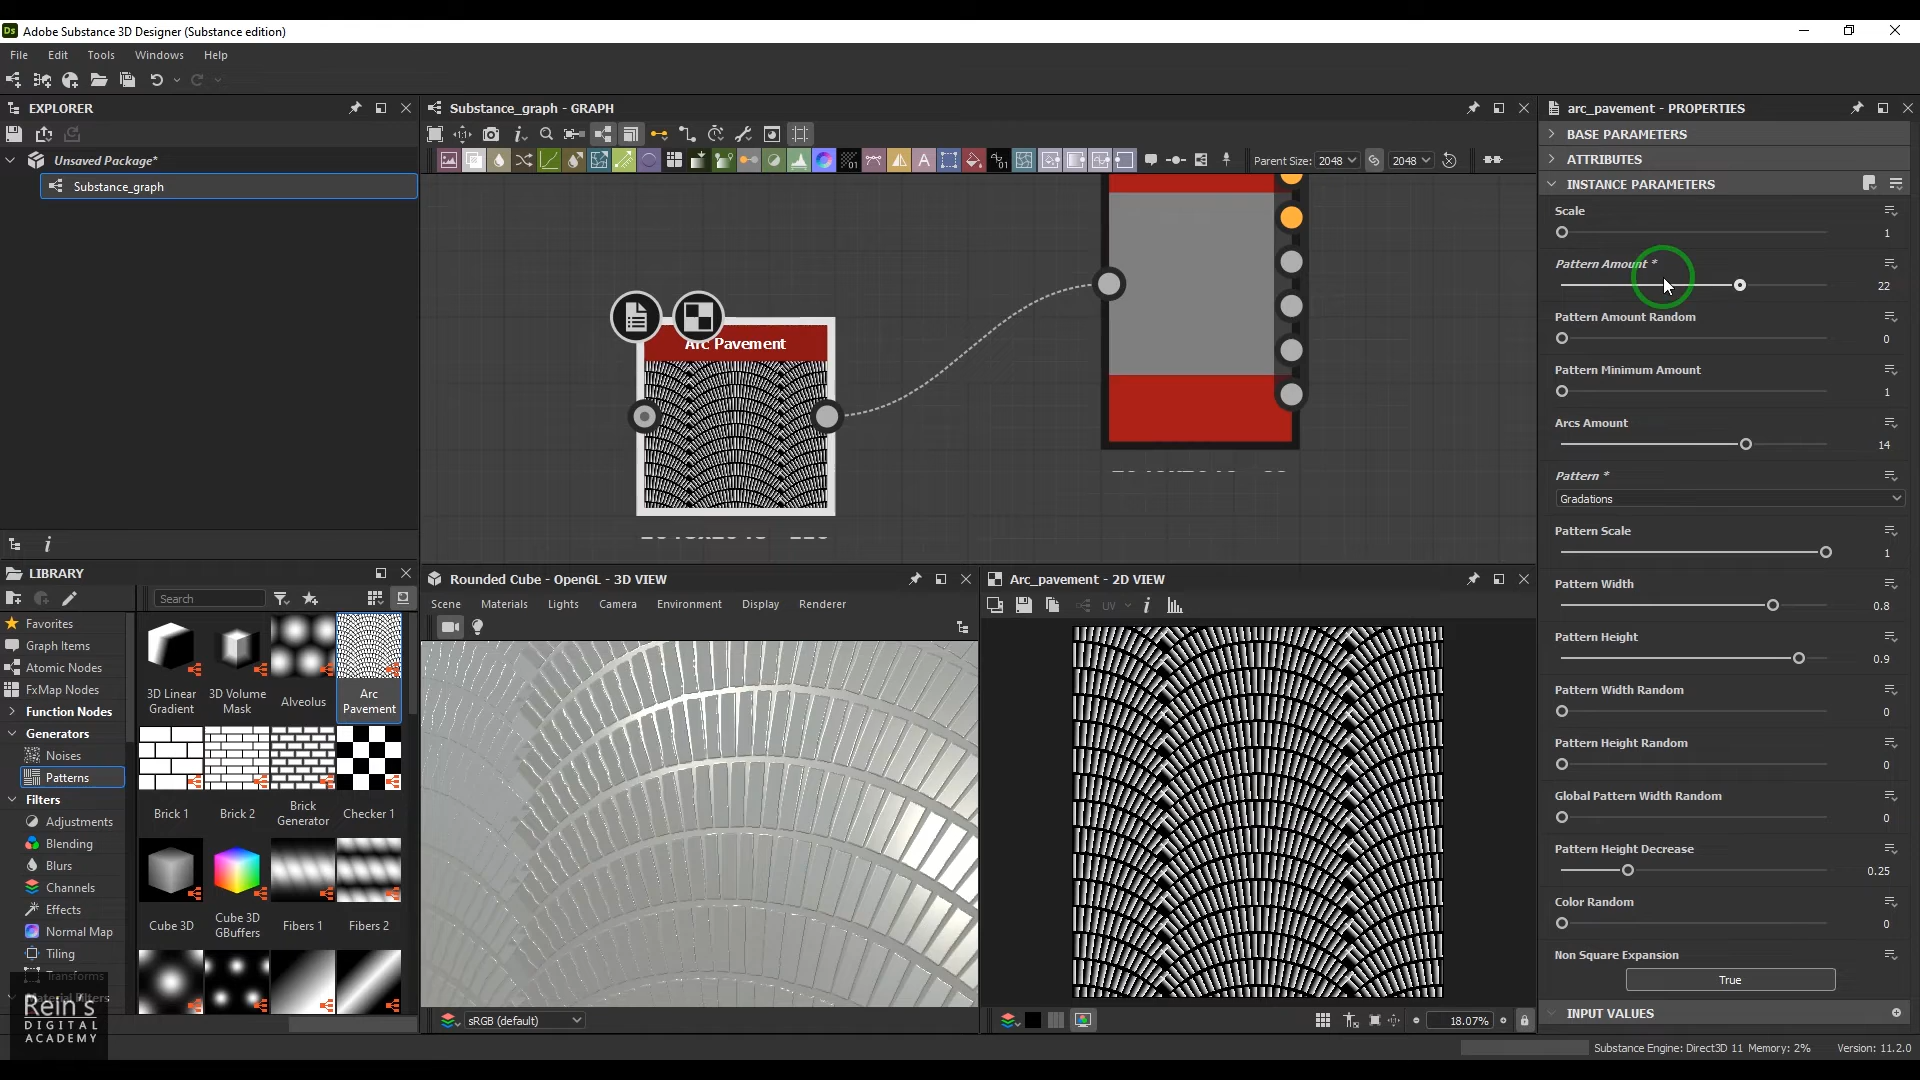 Ds Adobe Substance 3D Designer (Substance edition)
File Edit Tools Windows Help
EXPLORER
Unsaved Package*
Substance_graph
Substance_graph - GRAPH
Parent Size: 2048 2048
Arc Pavement
LIBRARY
Search
Favorites
Graph Items
Atomic Nodes
FxMap Nodes
Function Nodes
Generators
Noises
Patterns
Filters
Adjustments
Blending
Blurs
Channels
Effects
Normal Map
Tiling
Transforms
Material Filters
3D Linear Gradient
3D Volume Mask
Alveolus
Arc Pavement
Brick 1
Brick 2
Brick Generator
Checker 1
Cube 3D
Cube 3D GBuffers
Fibers 1
Fibers 2
Rein's
DIGITAL
ACADEMY
Rounded Cube - OpenGL - 3D VIEW
Scene Materials Lights Camera Environment Display Renderer
sRGB (default)
Arc_pavement - 2D VIEW
UV
18.07%
arc_pavement - PROPERTIES
BASE PARAMETERS
ATTRIBUTES
INSTANCE PARAMETERS
Scale
1
Pattern Amount *
22
Pattern Amount Random
0
Pattern Minimum Amount
1
Arcs Amount
14
Pattern *
Gradations
Pattern Scale
1
Pattern Width
0.8
Pattern Height
0.9
Pattern Width Random
0
Pattern Height Random
0
Global Pattern Width Random
0
Pattern Height Decrease
0.25
Color Random
0
Non Square Expansion
True
INPUT VALUES
Substance Engine: Direct3D 11 Memory: 2% Version: 11.2.0